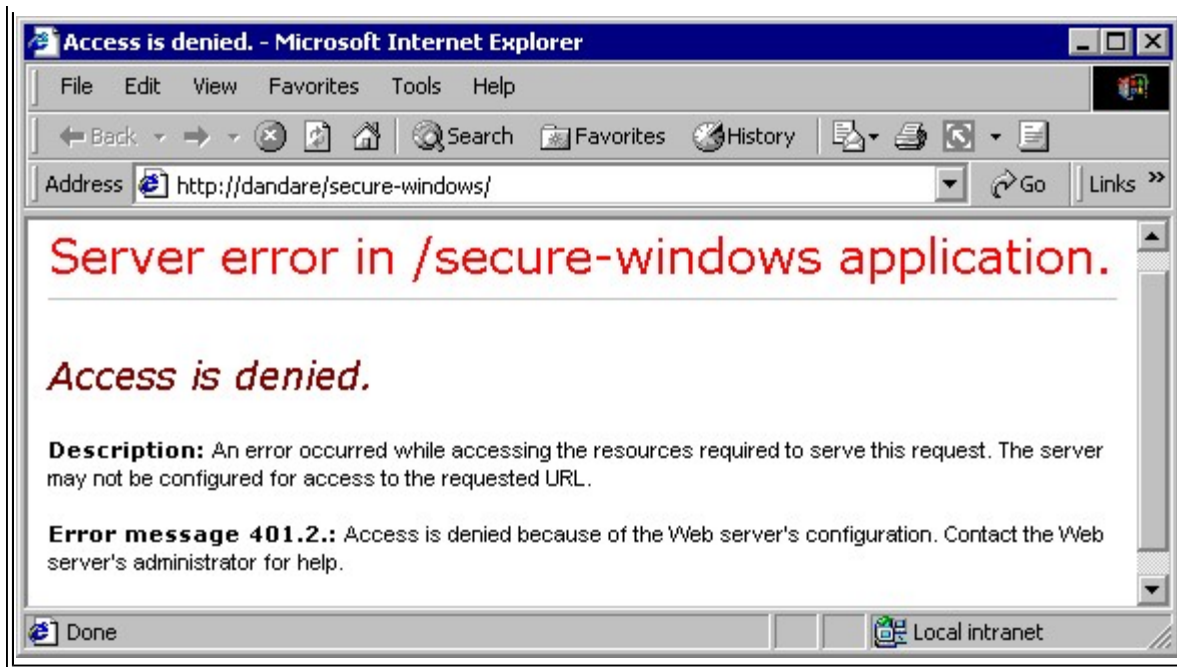 Access is denied. - Microsoft Internet Explorer
File Edit View Favorites Tools Help
Back Search Favorites History
Address http://dandare/secure-windows/ Go Links »
Server error in /secure-windows application.
Access is denied.
Description: An error occurred while accessing the resources required to serve this request. The server
may not be configured for access to the requested URL.
Error message 401.2.: Access is denied because of the Web server's configuration. Contact the Web
server's administrator for help.
Done Local intranet